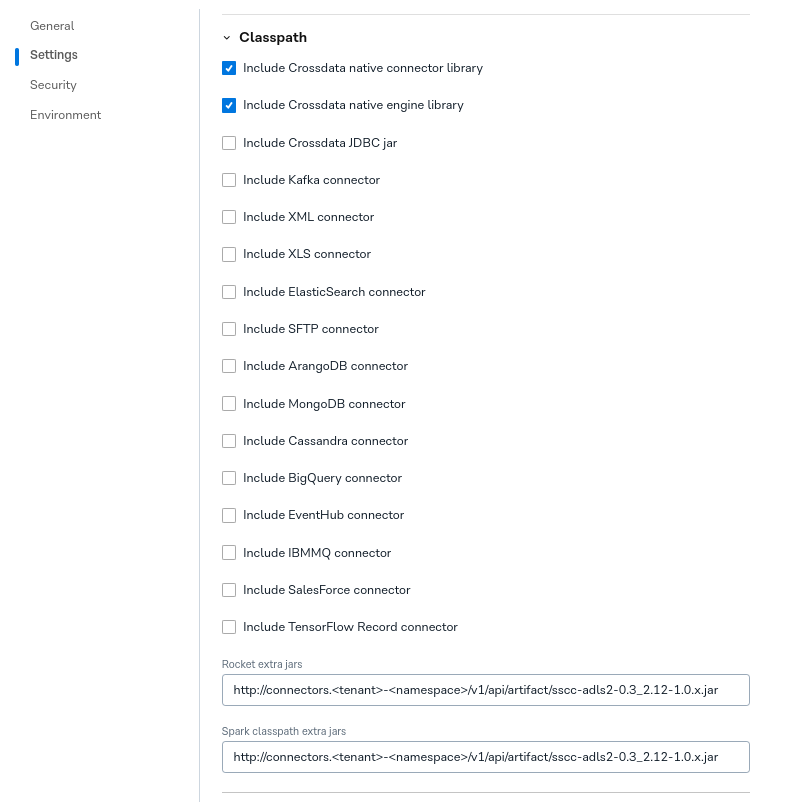 General
Settings
Security
Environment
Classpath
Include Crossdata native connector library
Include Crossdata native engine library
Include Crossdata JDBC jar
Include Kafka connector
Include XML connector
Include XLS connector
Include ElasticSearch connector
Include SFTP connector
Include ArangoDB connector
Include MongoDB connector
Include Cassandra connector
Include BigQuery connector
Include EventHub connector
Include IBMMQ connector
Include SalesForce connector
Include TensorFlow Record connector
Rocket extra jars
http://connectors.<tenant>-<namespace>/v1/api/artifact/sscc-adls2-0.3_2.12-1.0.x.jar
Spark classpath extra jars
http://connectors.<tenant>-<namespace>/v1/api/artifact/sscc-adls2-0.3_2.12-1.0.x.jar